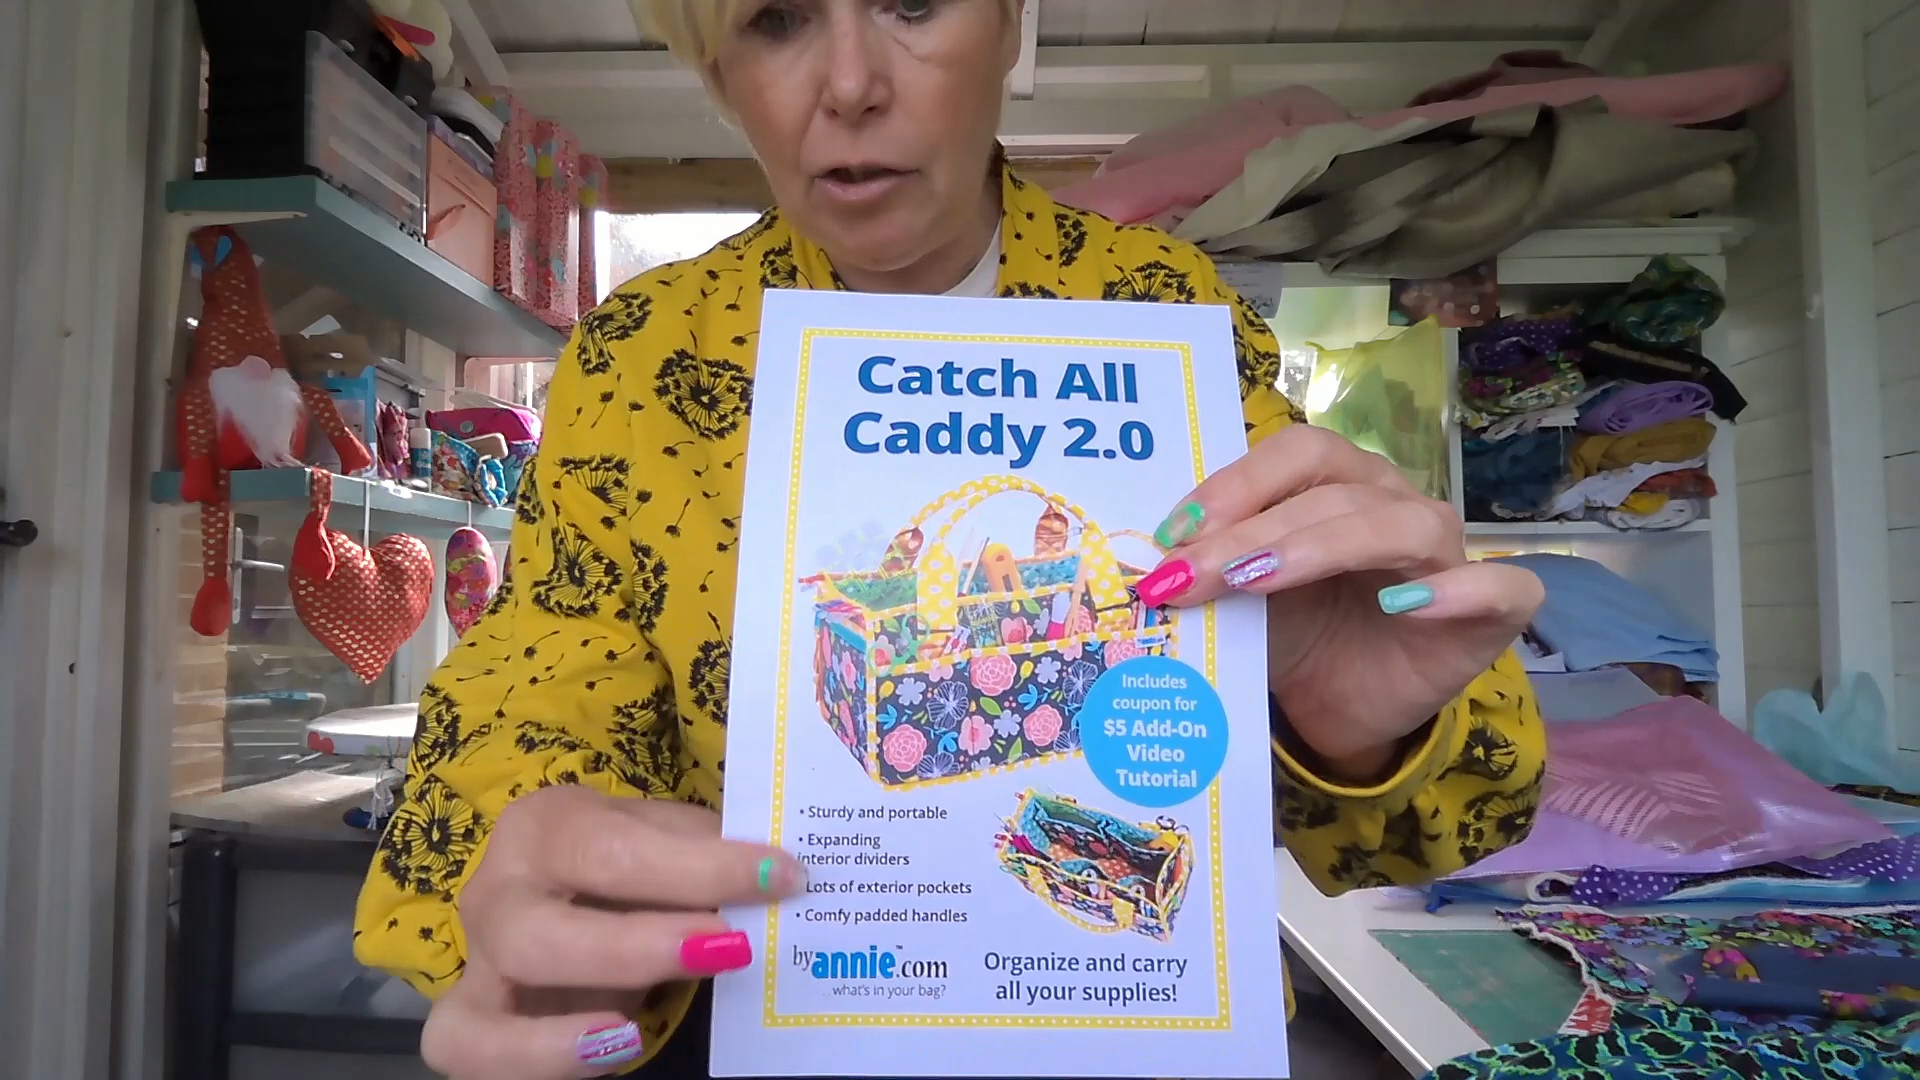 Catch All
Caddy 2.0
Includes
coupon for
$5 Add-On
Video
Tutorial
• Sturdy and portable
• Expanding
interior dividers
Lots of exterior pockets
• Comfy padded handles
byannie.com™
...what's in your bag?
Organize and carry
all your supplies!